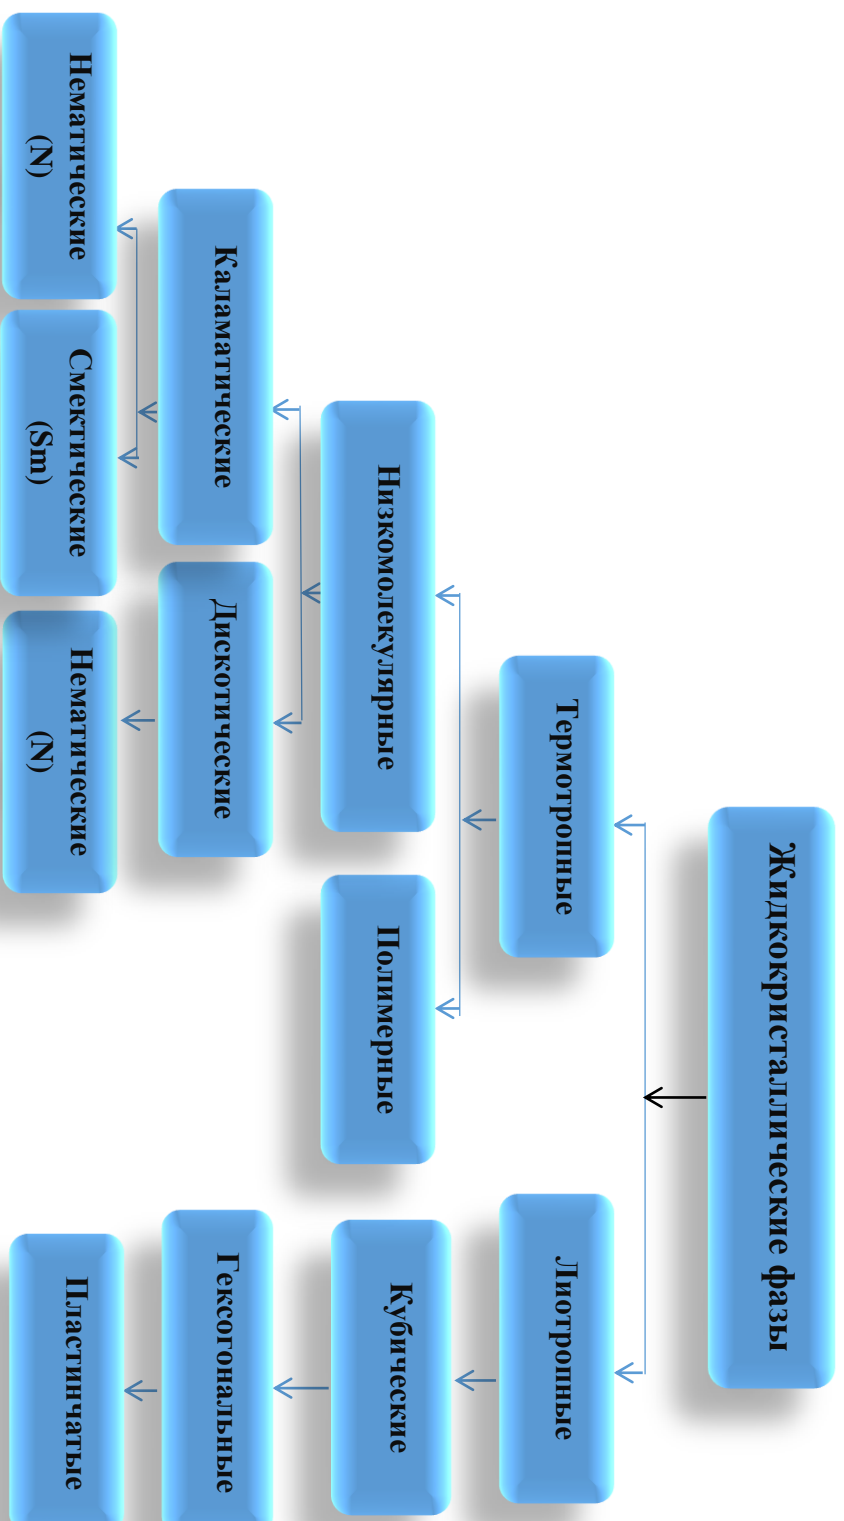 Жидкокристаллические фазы
Термотропные
Лиотропные
Низкомолекулярные
Полимерные
Кубические
Каламатические
Дискотические
Гексогональные
Нематические
(N)
Смектические
(Sm)
Нематические
(N)
Пластинчатые